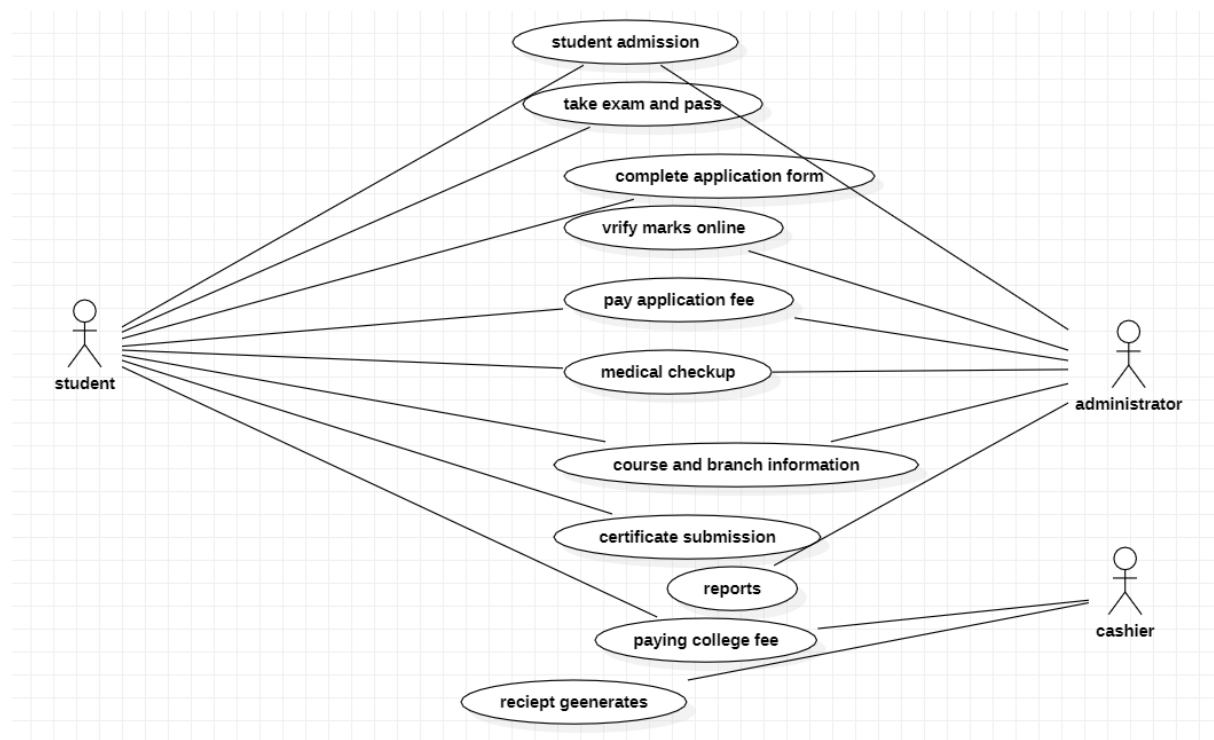 student admission
take exam and pass
complete application form
vrify marks online
pay application fee
medical checkup
student
administrator
course and branch information
certificate submission
reports
cashier
paying college fee
reciept geenerates